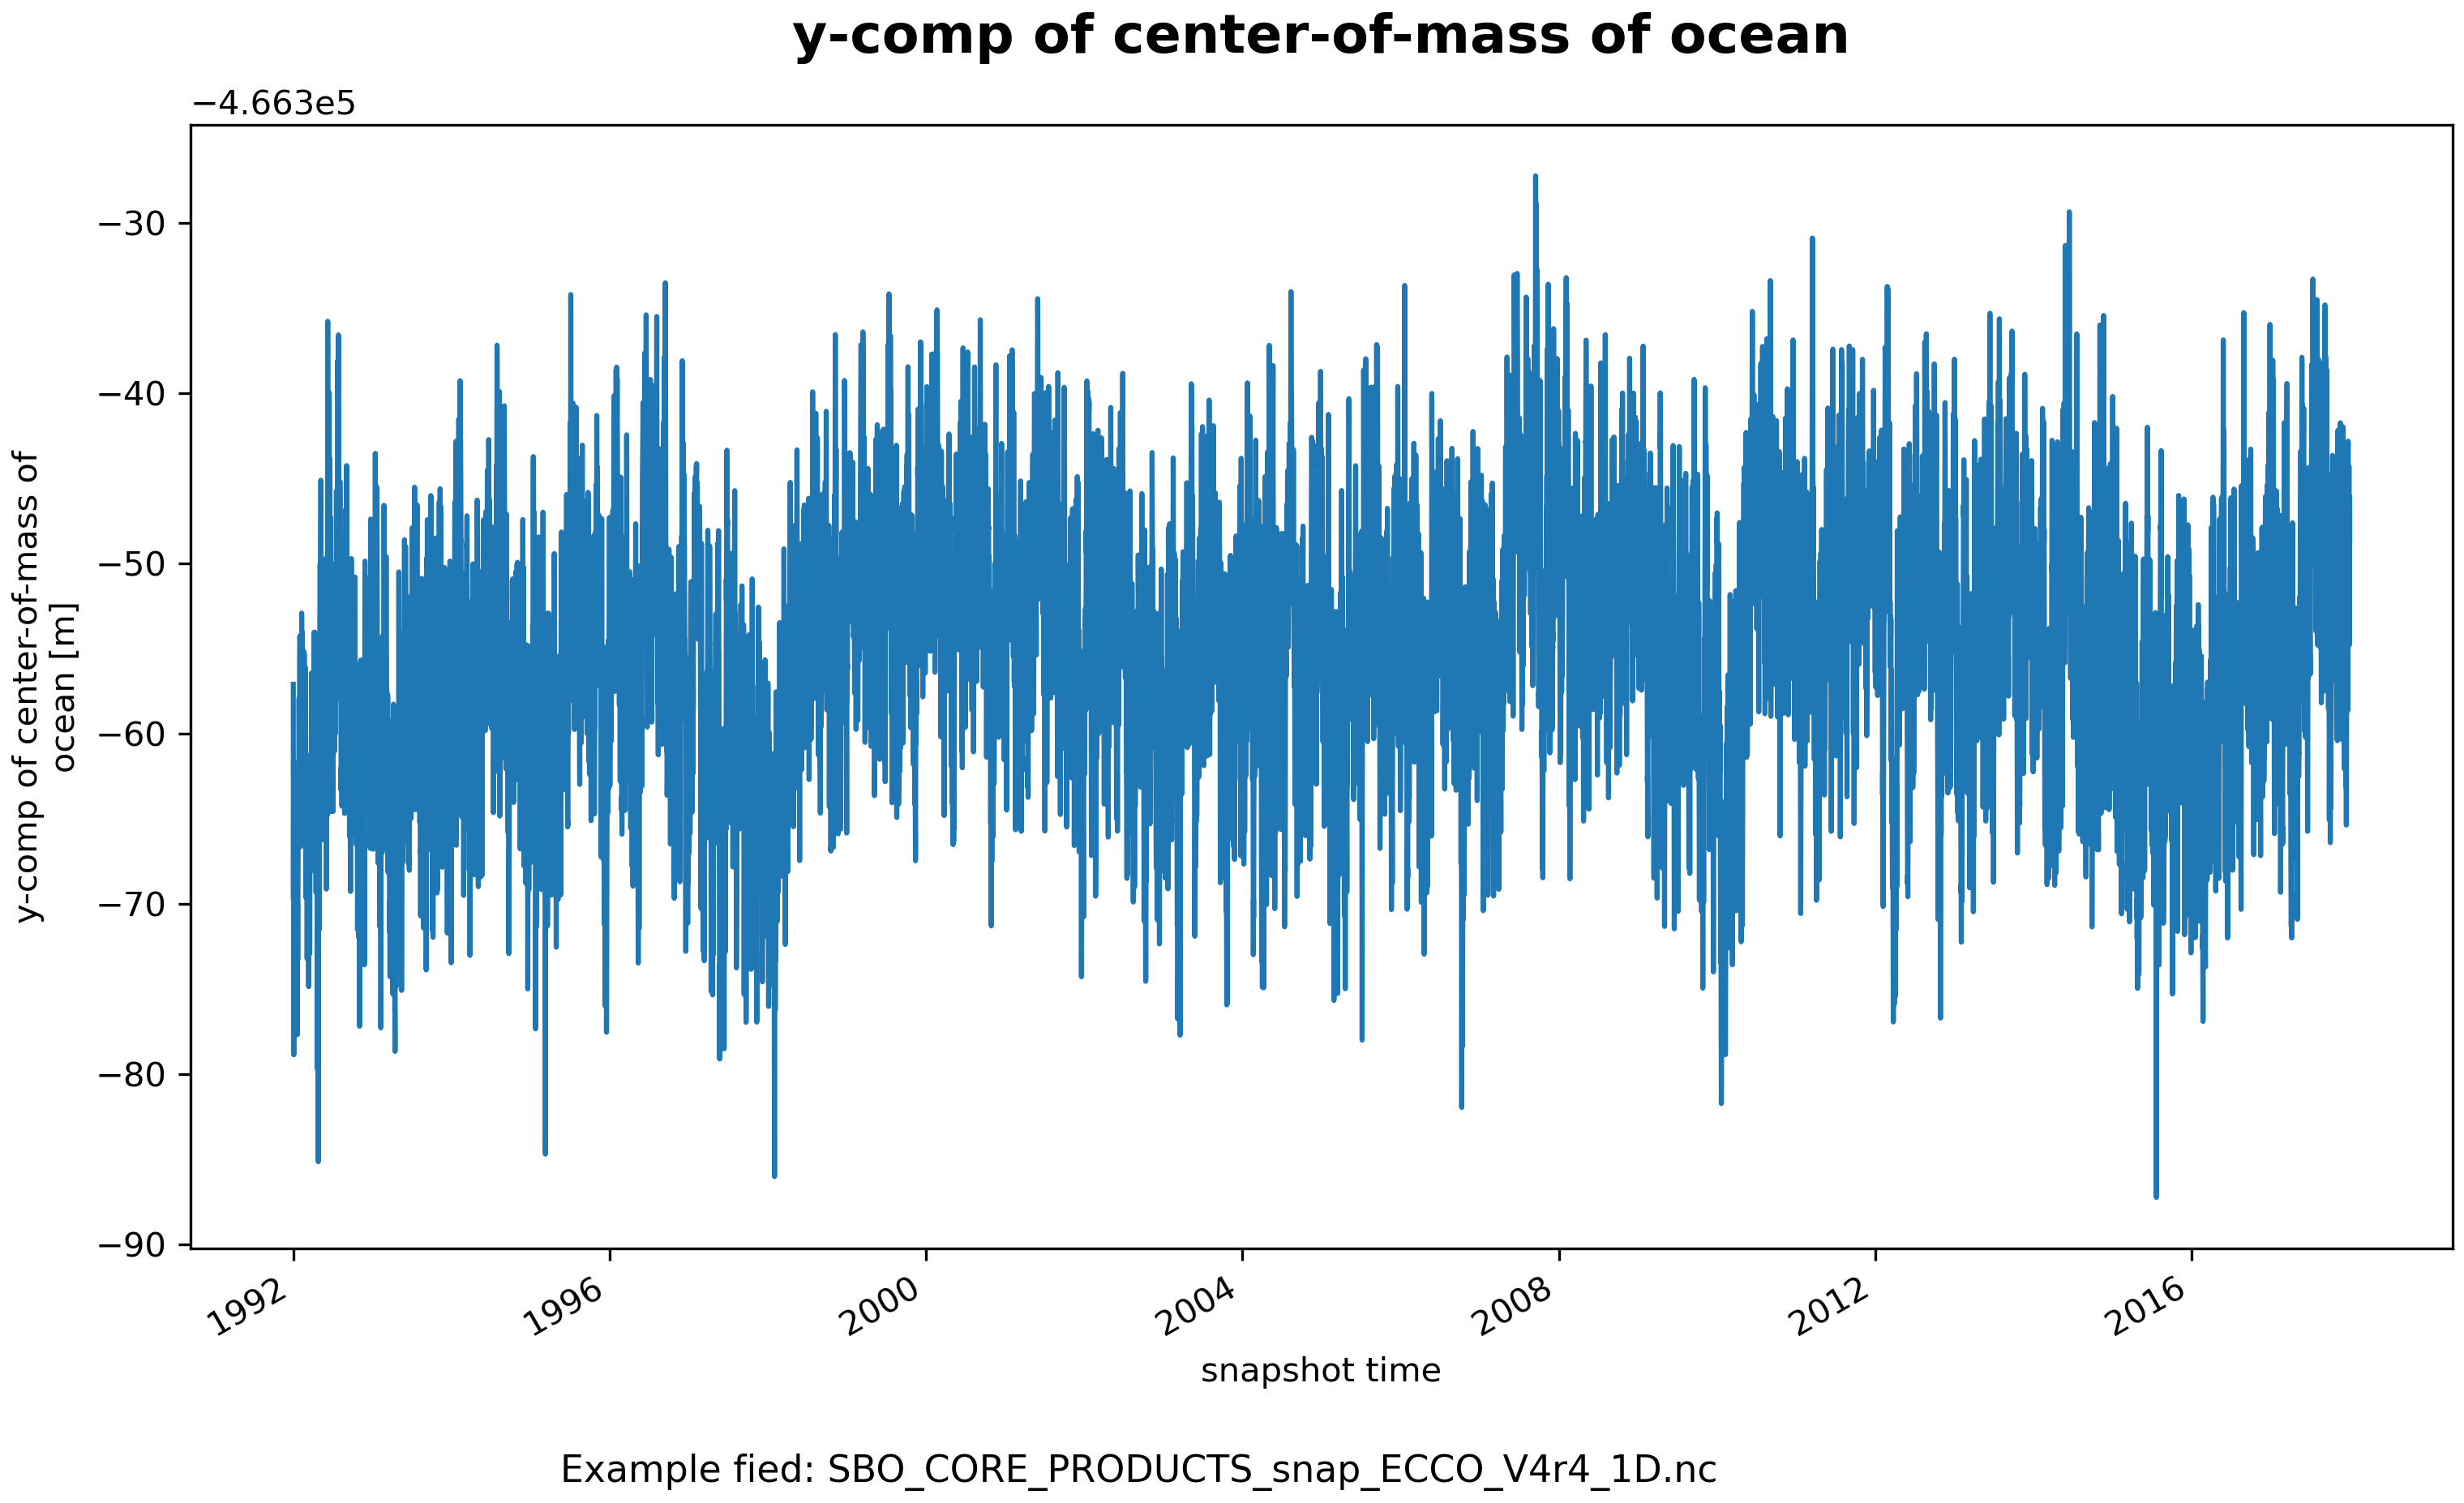 y-comp of center-of-mass of ocean
−4.663e5
−30
−40
−50
−60
−70
−80
−90
y-comp of center-of-mass of
ocean [m]
1992
1996
2000
2004
2008
2012
2016
snapshot time
Example fied: SBO_CORE_PRODUCTS_snap_ECCO_V4r4_1D.nc